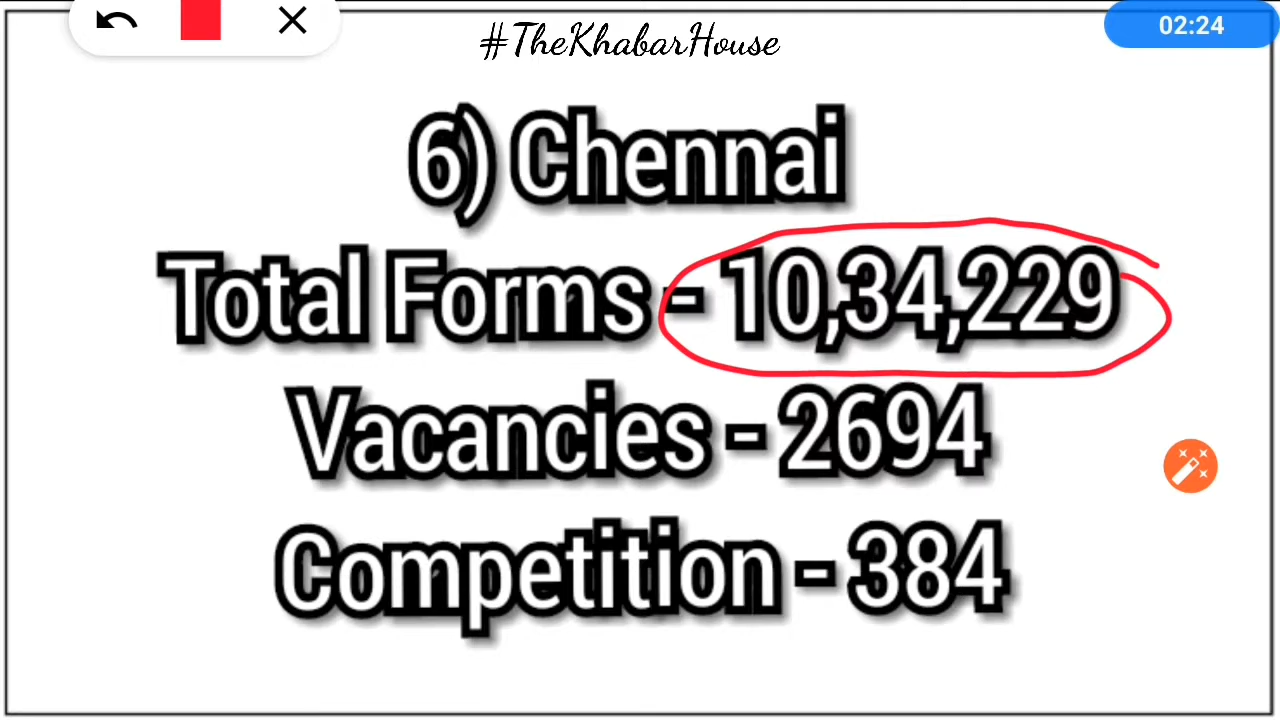 #TheKhabarHouse
02:24
6) Chennai
Total Forms - 10,34,229
Vacancies - 2694
Competition - 384